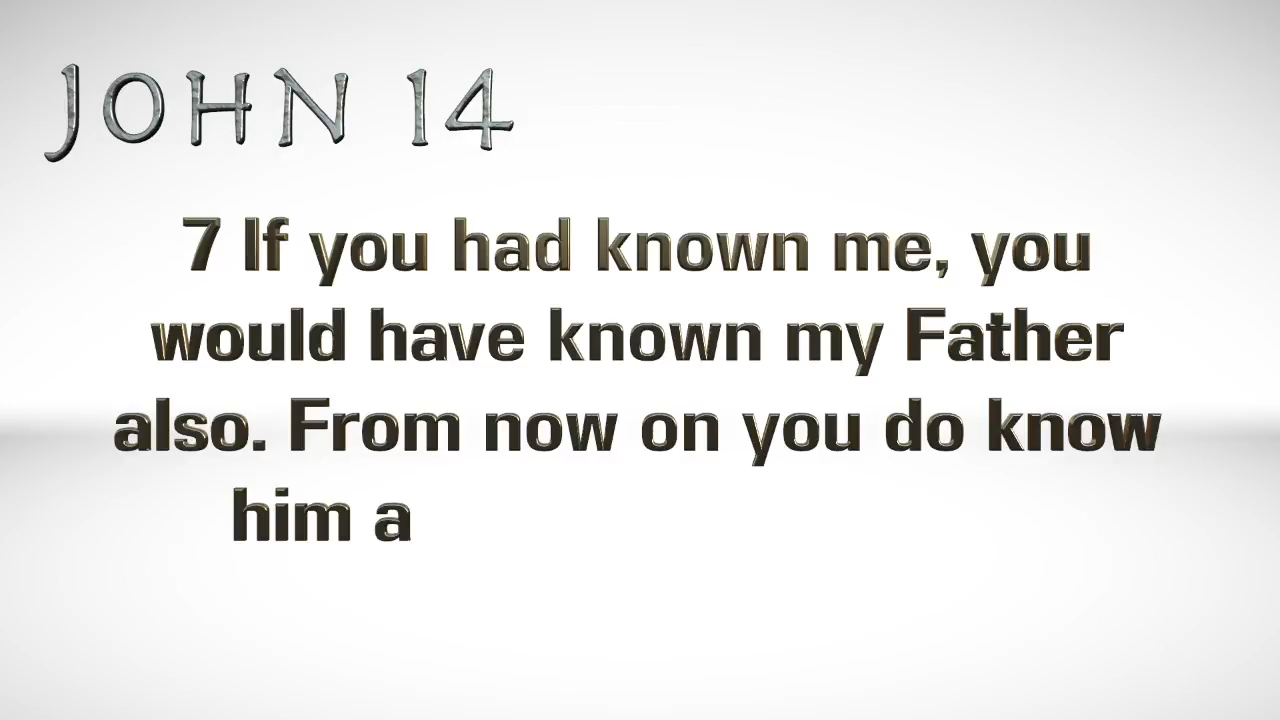 JOHN 14
7 If you had known me, you
would have known my Father
also. From now on you do know
him a